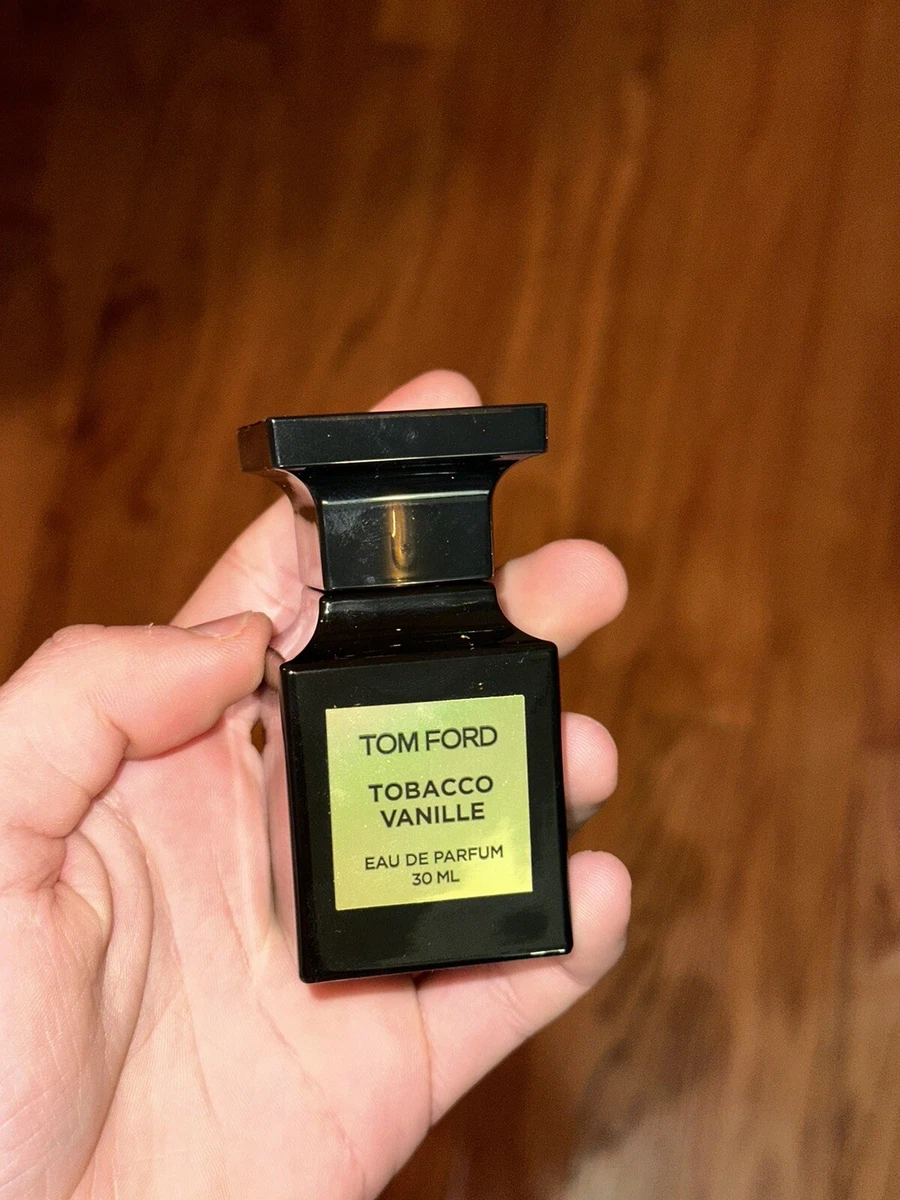 TOM FORD
TOBACCO
VANILLE
EAU DE PARFUM
30 ML